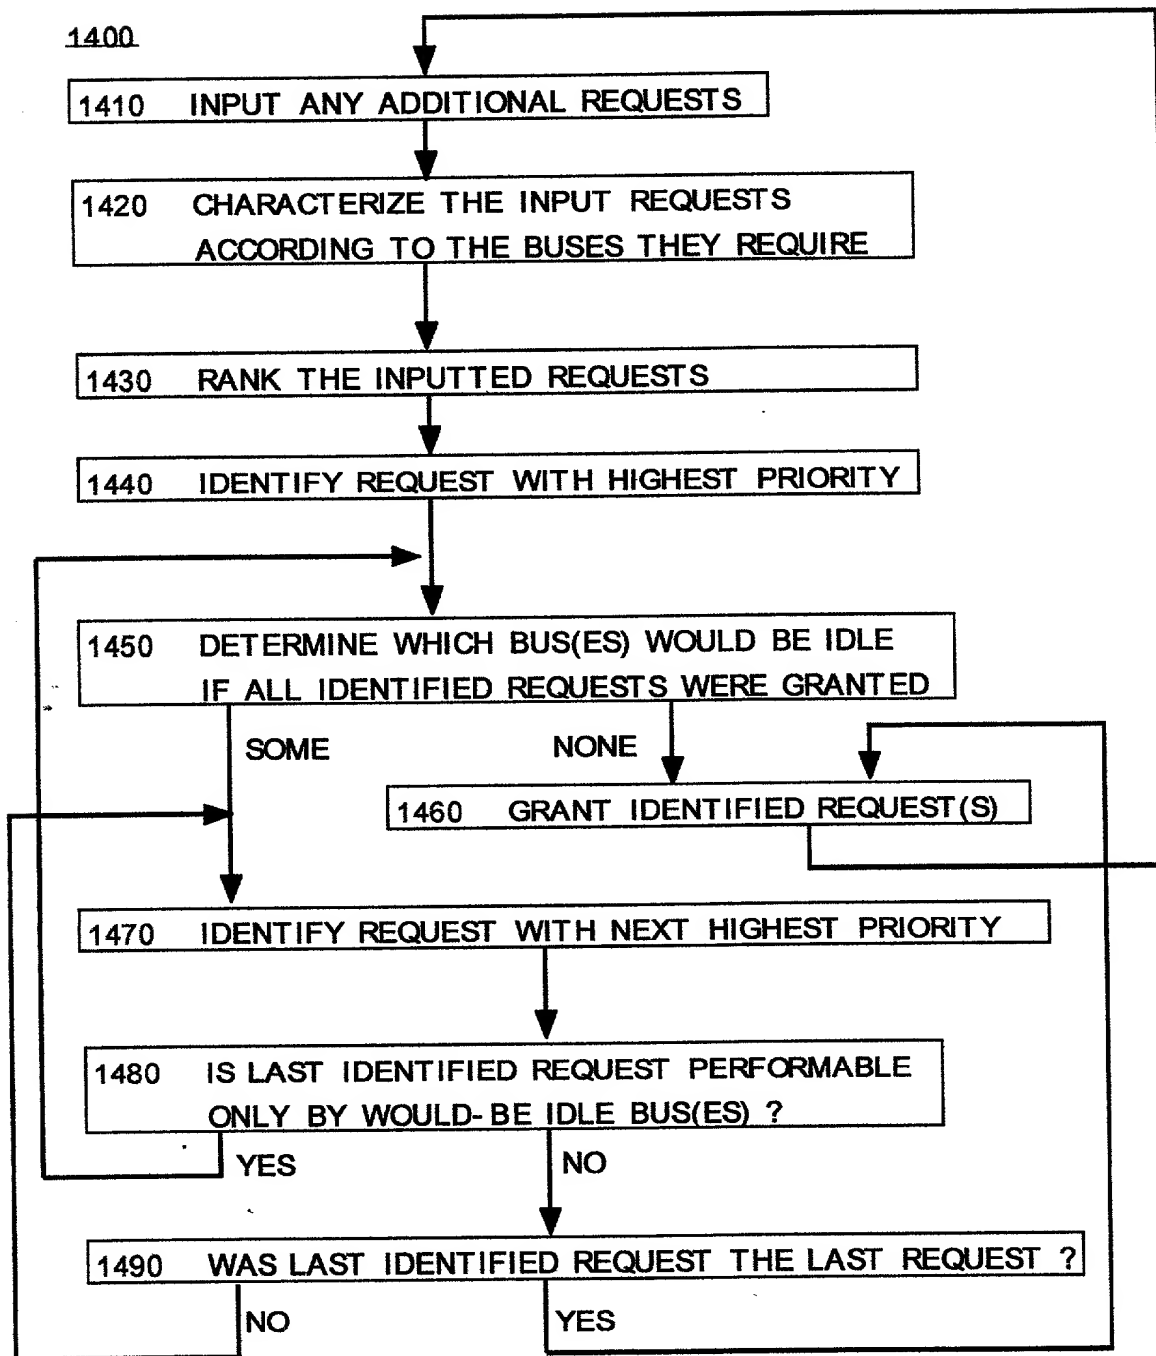 1400
1410 INPUT ANY ADDITIONAL REQUESTS
1420 CHARACTERIZE THE INPUT REQUESTS
ACCORDING TO THE BUSES THEY REQUIRE
1430 RANK THE INPUTTED REQUESTS
1440 IDENTIFY REQUEST WITH HIGHEST PRIORITY
1450 DETERMINE WHICH BUS(ES) WOULD BE IDLE
IF ALL IDENTIFIED REQUESTS WERE GRANTED
SOME
NONE
1460 GRANT IDENTIFIED REQUEST(S)
1470 IDENTIFY REQUEST WITH NEXT HIGHEST PRIORITY
1480 IS LAST IDENTIFIED REQUEST PERFORMABLE
ONLY BY WOULD-BE IDLE BUS(ES) ?
YES
NO
1490 WAS LAST IDENTIFIED REQUEST THE LAST REQUEST ?
NO
YES